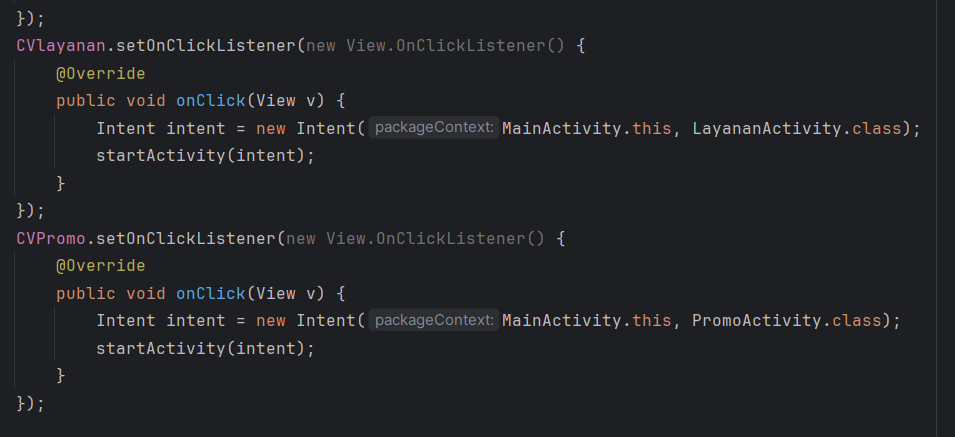 });
CVlayanan.setOnClickListener(new View.OnClickListener() {
    @Override
    public void onClick(View v) {
        Intent intent = new Intent( packageContext: MainActivity.this, LayananActivity.class);
        startActivity(intent);
    }
});
CVPromo.setOnClickListener(new View.OnClickListener() {
    @Override
    public void onClick(View v) {
        Intent intent = new Intent( packageContext: MainActivity.this, PromoActivity.class);
        startActivity(intent);
    }
});